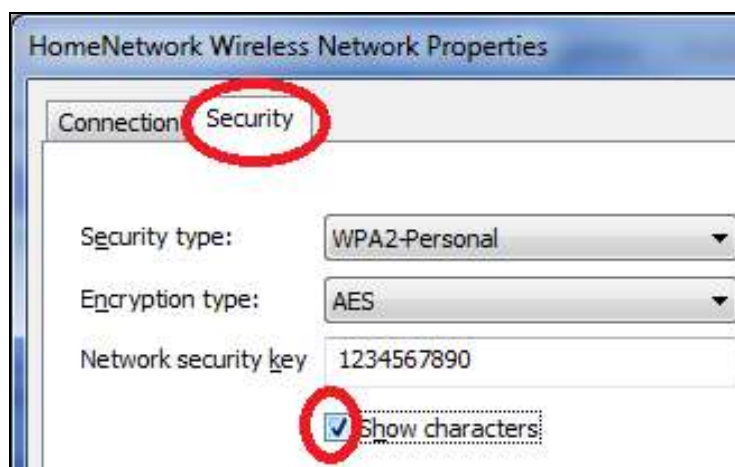 HomeNetwork Wireless Network Properties
Connection Security
Security type: WPA2-Personal
Encryption type: AES
Network security key 1234567890
Show characters